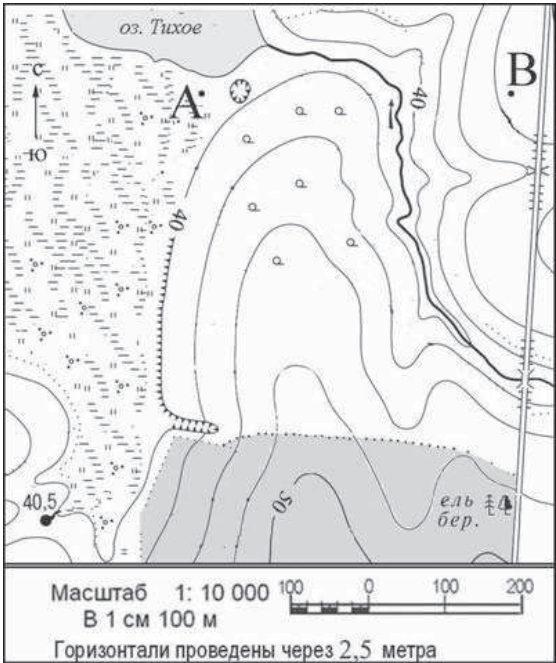 оз. Тихое
С
Ю
А
В
40
40
40,5
50
ель
бер.
Масштаб 1: 10 000
В 1 см 100 м
100 0 100 200
Горизонтали проведены через 2,5 метра